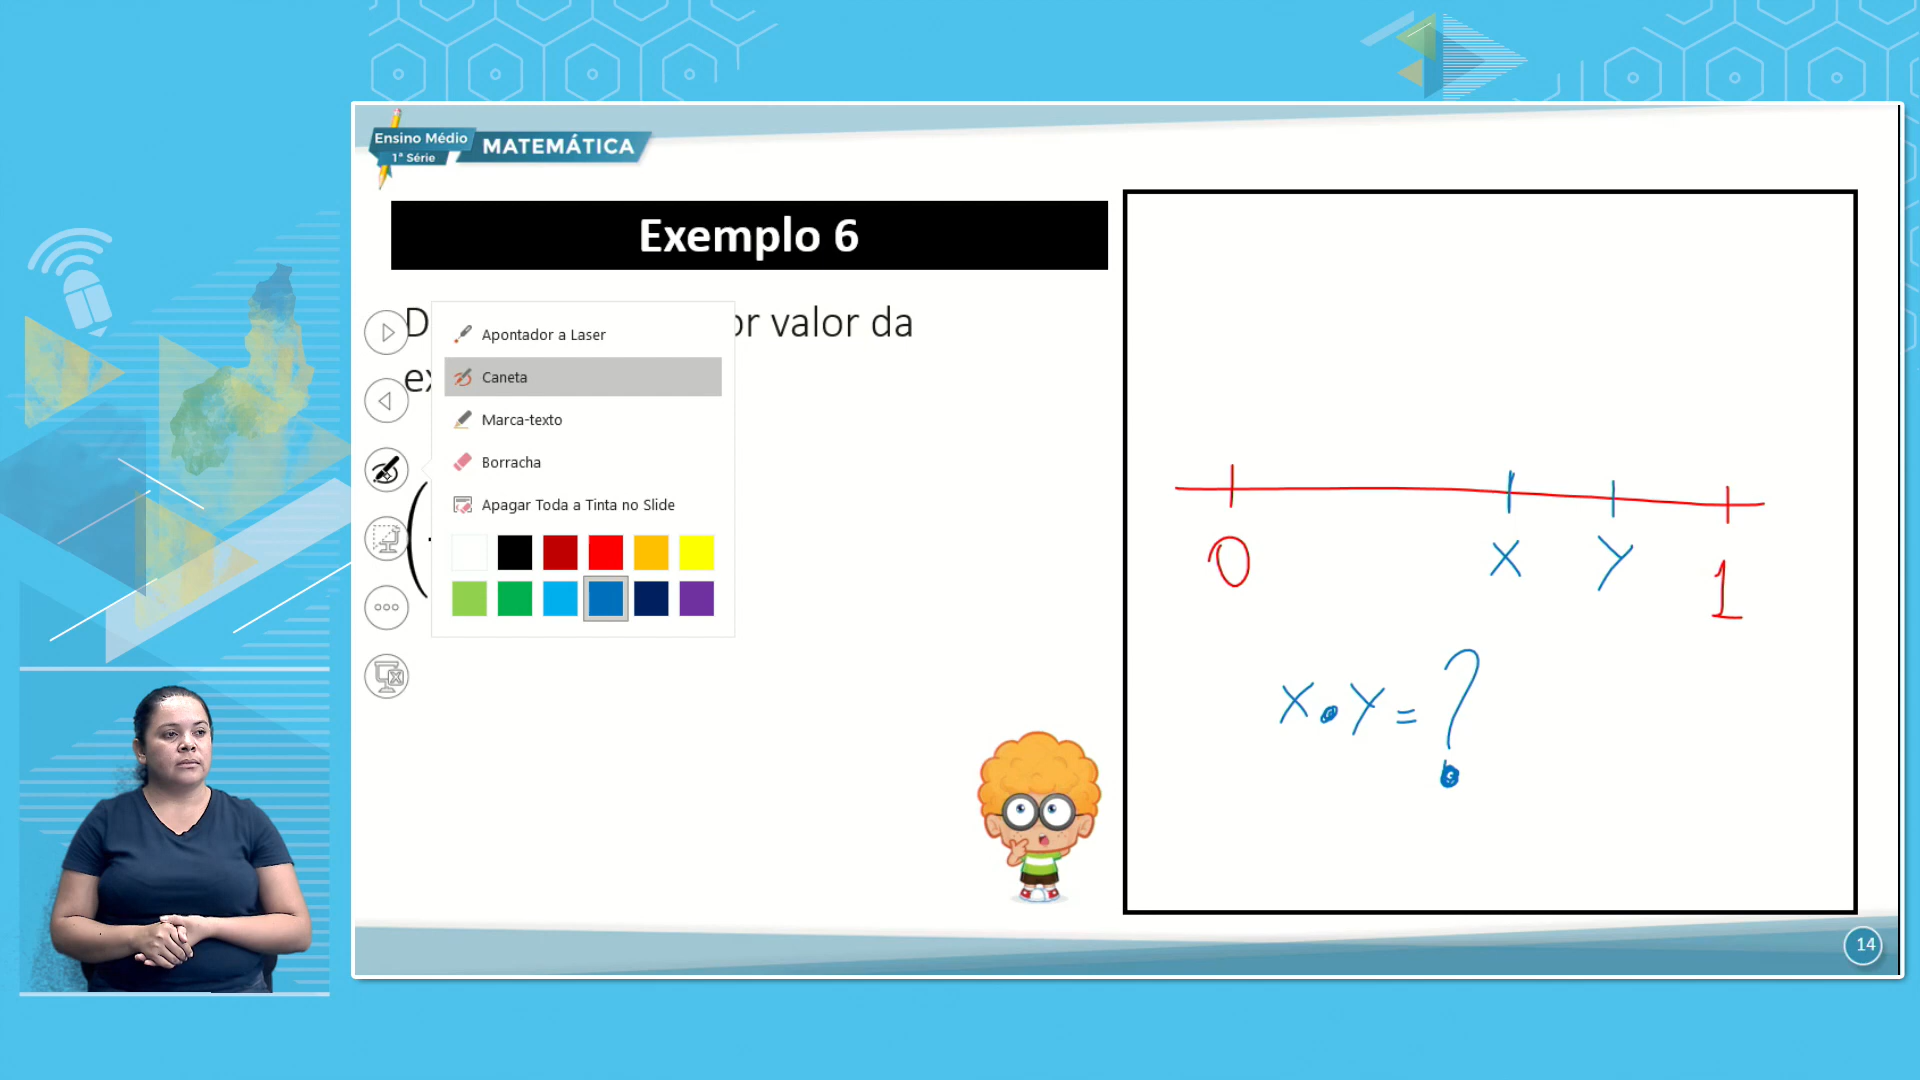 Ensino Médio
1ª Série
MATEMÁTICA
Exemplo 6
valor da
Apontador a Laser
Caneta
Marca-texto
Borracha
Apagar Toda a Tinta no Slide
0 X Y 1
X . Y = ?
14